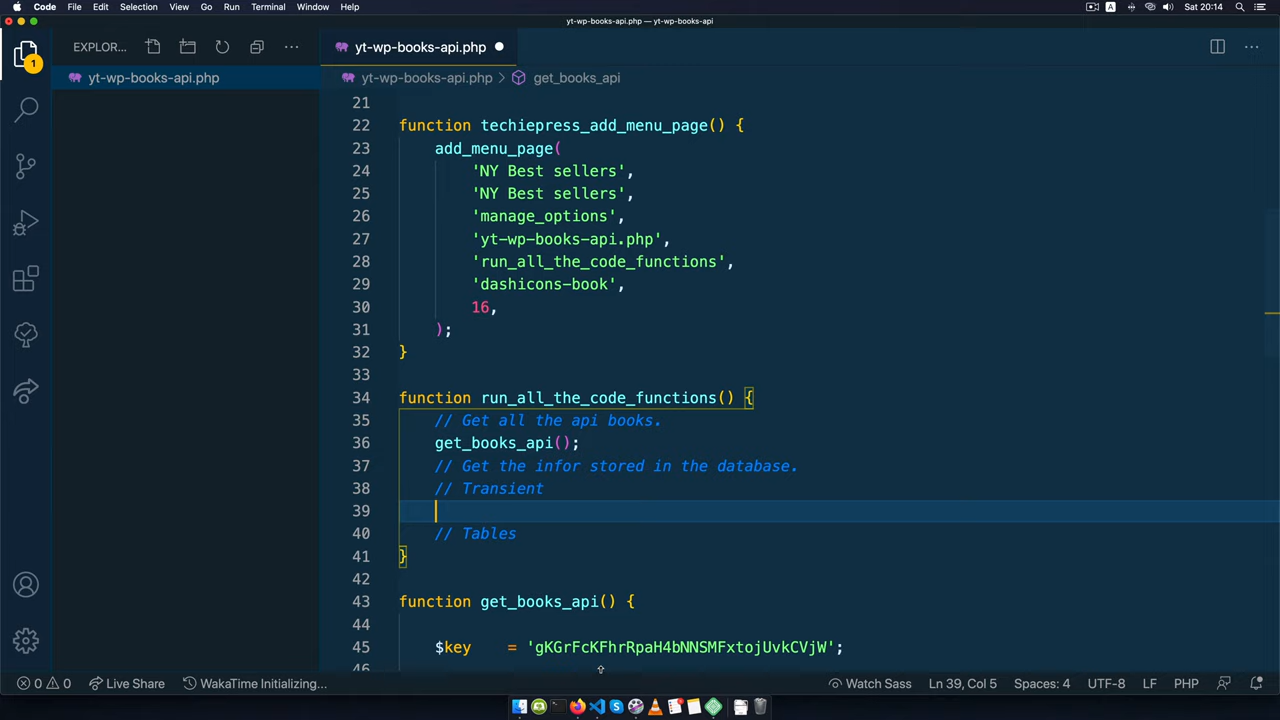 Code File Edit Selection View Go Run Terminal Window Help A Sat 20:14
yt-wp-books-api.php — yt-wp-books-api
EXPLOR... yt-wp-books-api.php
1
yt-wp-books-api.php yt-wp-books-api.php > get_books_api
21
22 function techiepress_add_menu_page() {
23 add_menu_page(
24 'NY Best sellers',
25 'NY Best sellers',
26 'manage_options',
27 'yt-wp-books-api.php',
28 'run_all_the_code_functions',
29 'dashicons-book',
30 16,
31 );
32 }
33
34 function run_all_the_code_functions() {
35 // Get all the api books.
36 get_books_api();
37 // Get the infor stored in the database.
38 // Transient
39
40 // Tables
41 }
42
43 function get_books_api() {
44
45 $key = 'gKGrFcKFhrRpaH4bNNSMFxtojUvkCVjW';
46
0 0 Live Share WakaTime Initializing... Watch Sass Ln 39, Col 5 Spaces: 4 UTF-8 LF PHP